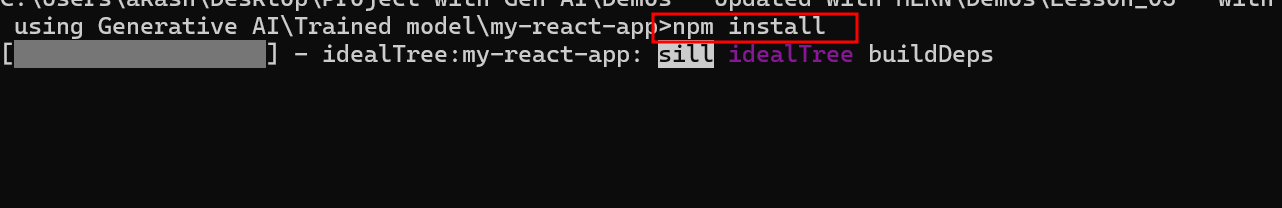 C:\Users\akash\Desktop\Project with Gen AI\Demos - Updated with MERN\Demos\Lesson_03 with
using Generative AI\Trained model\my-react-app>npm install
[                  ] - idealTree:my-react-app: sill idealTree buildDeps